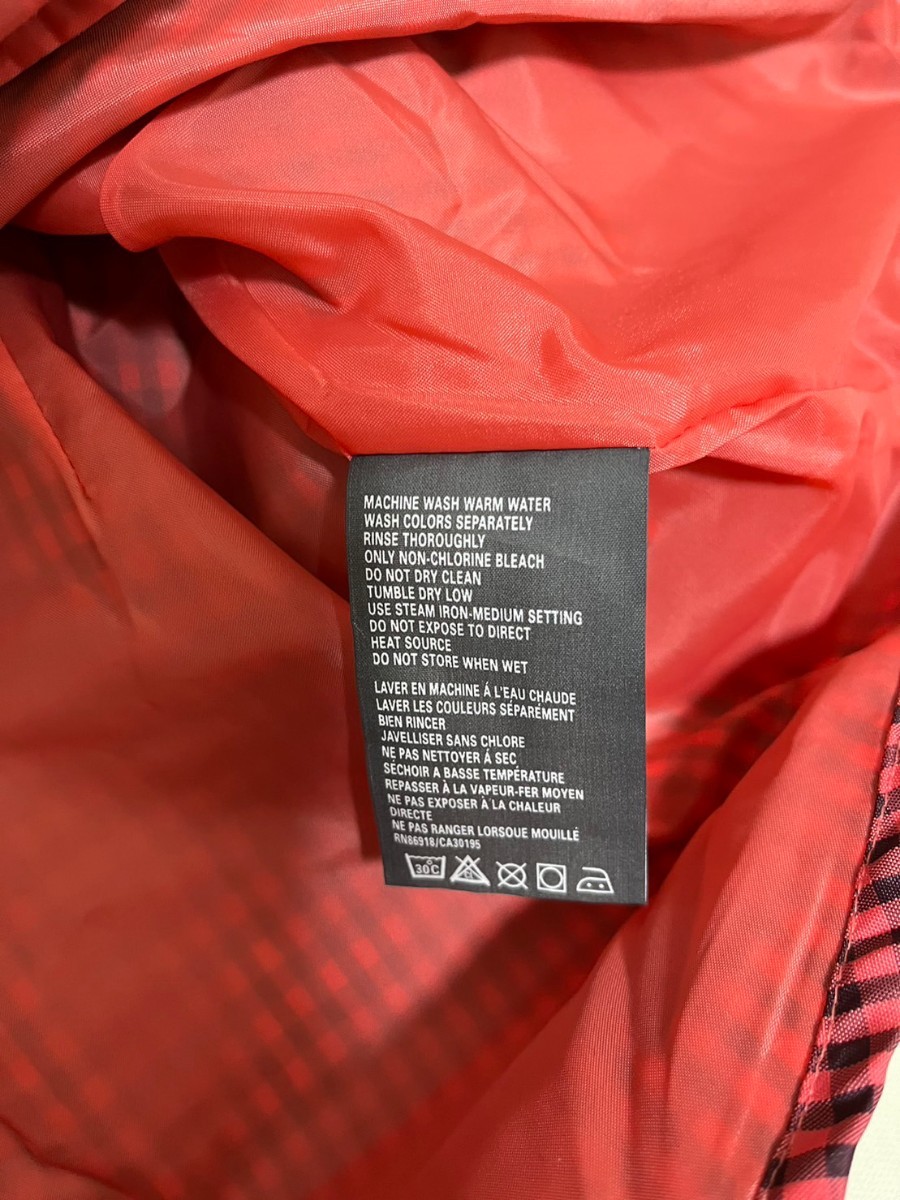 MACHINE WASH WARM WATER
WASH COLORS SEPARATELY
RINSE THOROUGHLY
ONLY NON-CHLORINE BLEACH
DO NOT DRY CLEAN
TUMBLE DRY LOW
USE STEAM IRON-MEDIUM SETTING
DO NOT EXPOSE TO DIRECT
HEAT SOURCE
DO NOT STORE WHEN WET
LAVER EN MACHINE Á L'EAU CHAUDE
LAVER LES COULEURS SÉPARÉMENT
BIEN RINCER
JAVELLISER SANS CHLORE
NE PAS NETTOYER Á SEC
SÉCHOIR A BASSE TEMPÉRATURE
REPASSER À LA VAPEUR-FER MOYEN
NE PAS EXPOSER À LA CHALEUR
DIRECTE
NE PAS RANGER LORSOUE MOUILLÉ
RN86918/CA30195
30C